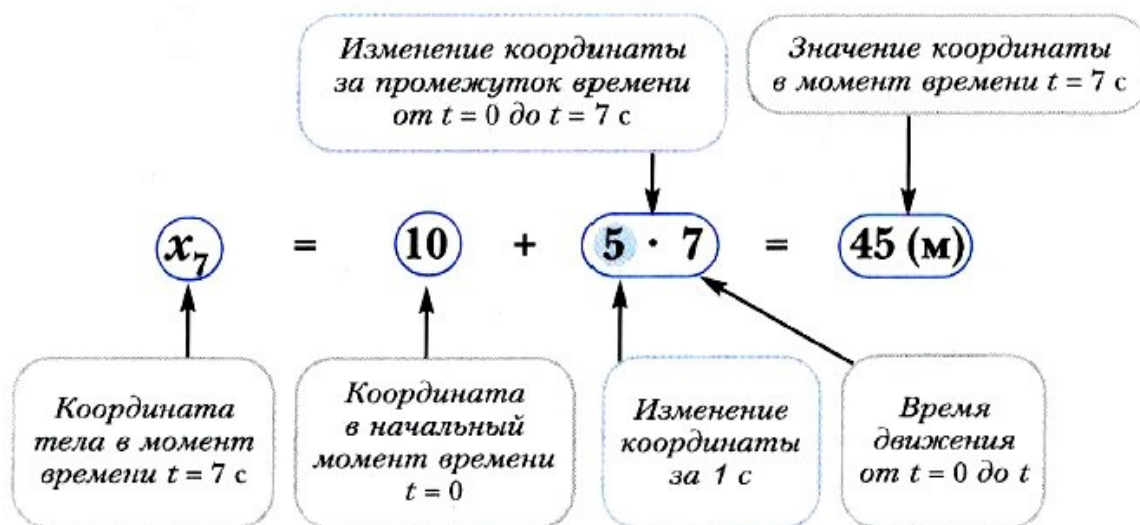 Изменение координаты
за промежуток времени
от t = 0 до t = 7 с
Значение координаты
в момент времени t = 7 с
x₇ = 10 + 5 · 7 = 45 (м)
Координата
тела в момент
времени t = 7 с
Координата
в начальный
момент времени
t = 0
Изменение
координаты
за 1 с
Время
движения
от t = 0 до t